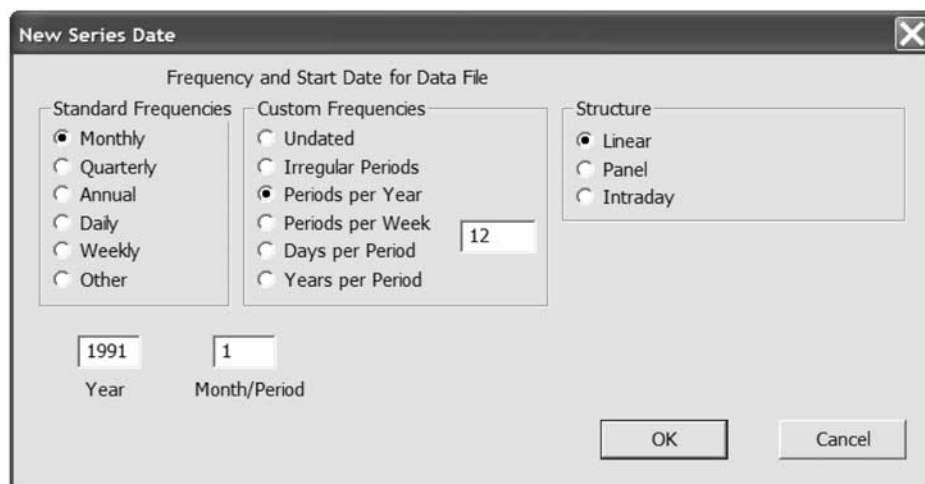 New Series Date
Frequency and Start Date for Data File
Standard Frequencies
Monthly
Quarterly
Annual
Daily
Weekly
Other
Custom Frequencies
Undated
Irregular Periods
Periods per Year
Periods per Week
Days per Period
Years per Period
12
Structure
Linear
Panel
Intraday
1991
Year
1
Month/Period
OK
Cancel